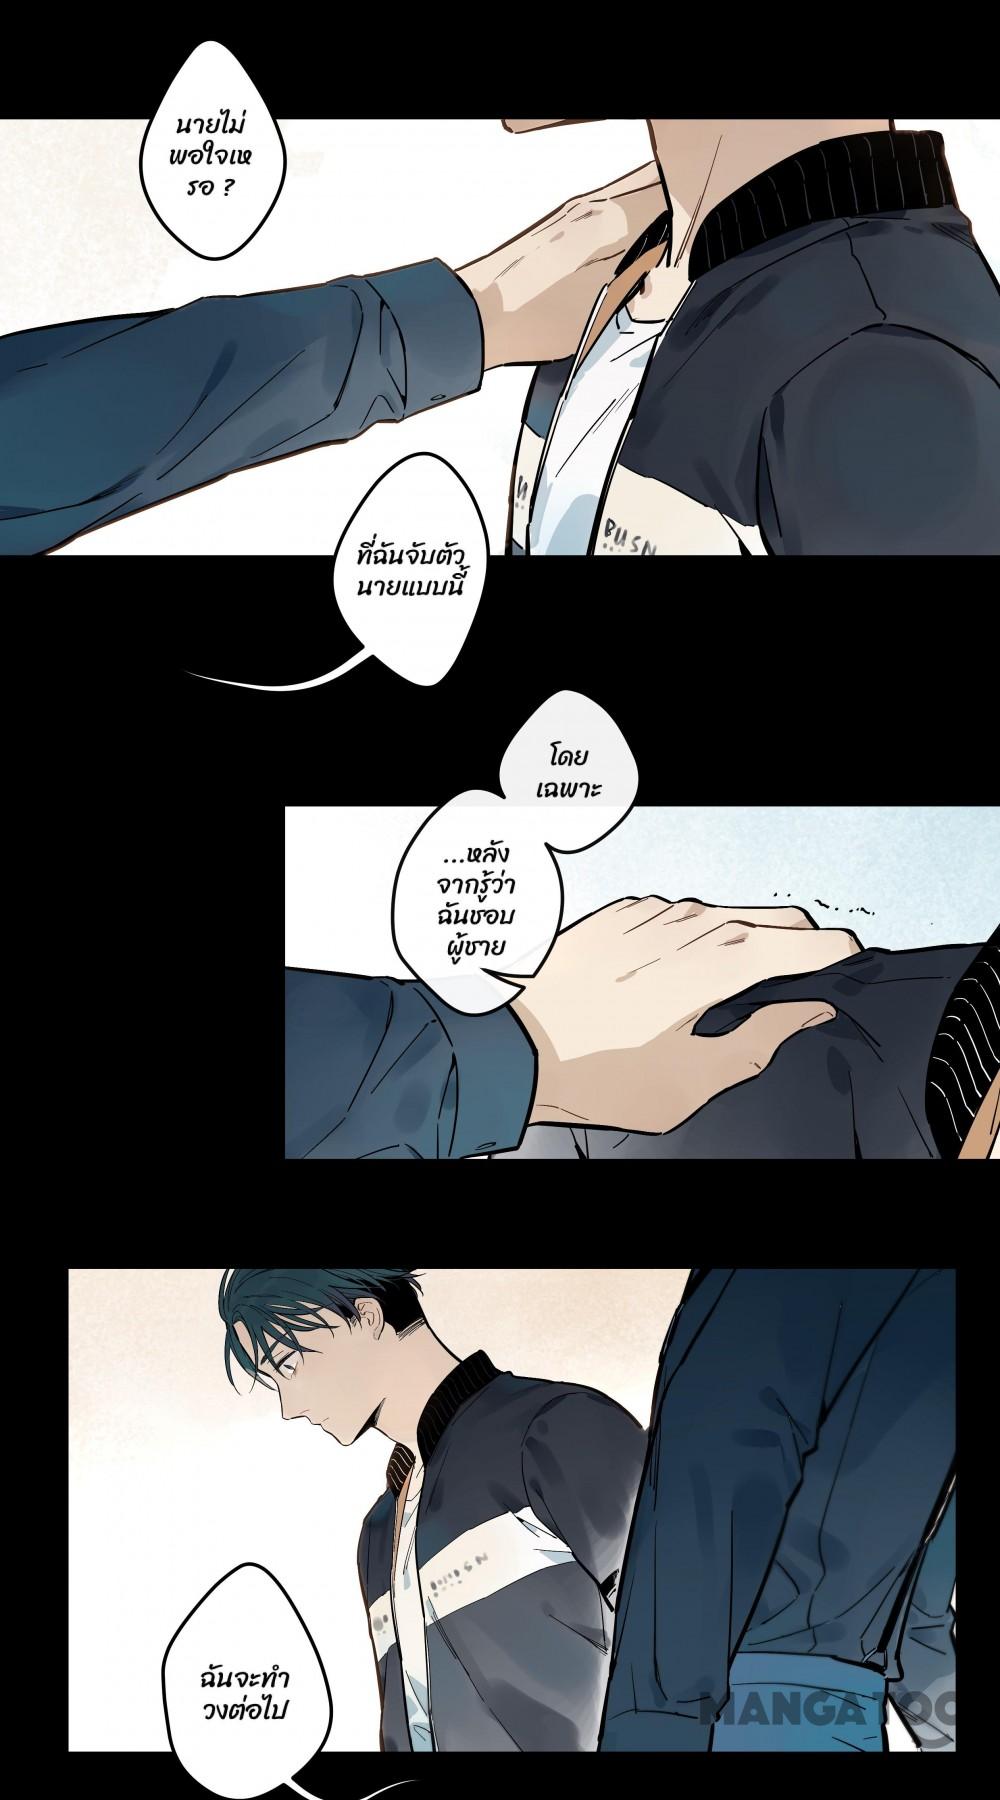 นายไม่
พอใจเห
รอ ?
BUSN
ที่ฉันจับตัว
นายแบบนี้
โดย
เฉพาะ
...หลัง
จากรู้ว่า
ฉันชอบ
ผู้ชาย
ฉันจะทำ
วงต่อไป
MANGATOO